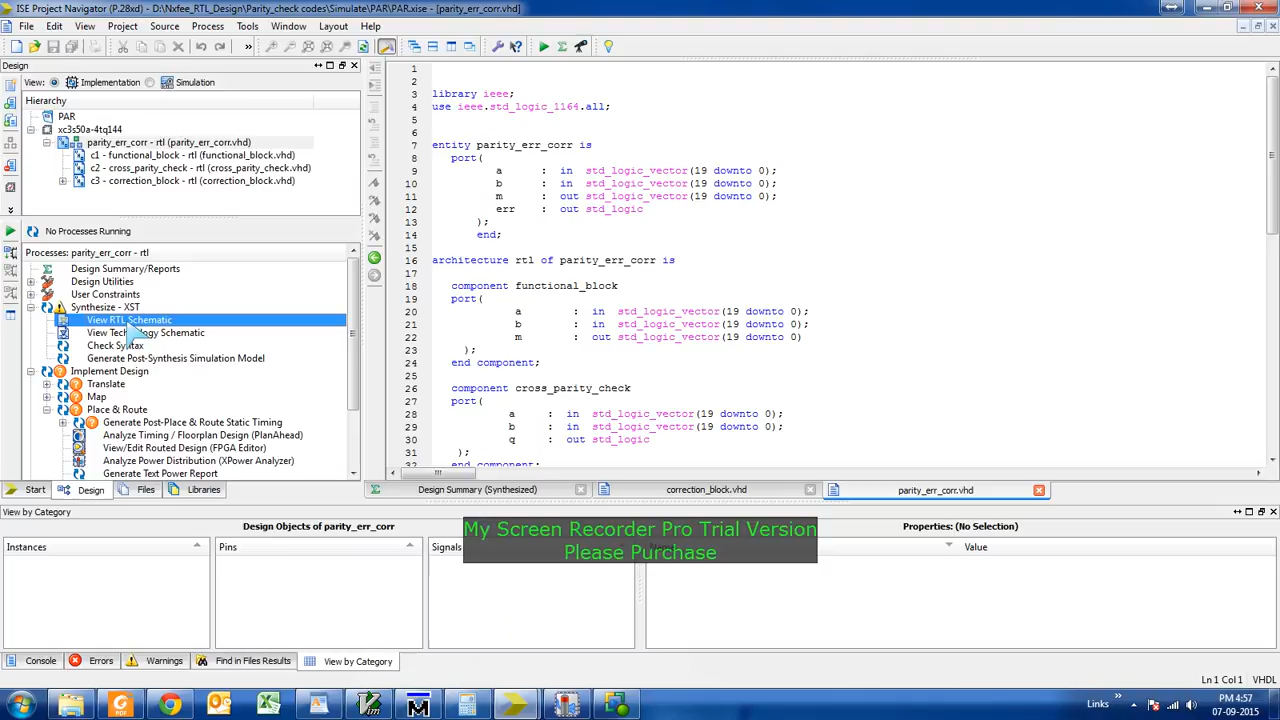 ISE Project Navigator (P.28xd) - D:\Nxfee_RTL_Design\Parity_check codes\Simulate\PAR\PAR.xise - [parity_err_corr.vhd]
File Edit View Project Source Process Tools Window Layout Help
Design
View: Implementation Simulation
Hierarchy
PAR
xc3s50a-4tq144
parity_err_corr - rtl (parity_err_corr.vhd)
c1 - functional_block - rtl (functional_block.vhd)
c2 - cross_parity_check - rtl (cross_parity_check.vhd)
c3 - correction_block - rtl (correction_block.vhd)
No Processes Running
Processes: parity_err_corr - rtl
Design Summary/Reports
Design Utilities
User Constraints
Synthesize - XST
View RTL Schematic
View Technology Schematic
Check Syntax
Generate Post-Synthesis Simulation Model
Implement Design
Translate
Map
Place & Route
Generate Post-Place & Route Static Timing
Analyze Timing / Floorplan Design (PlanAhead)
View/Edit Routed Design (FPGA Editor)
Analyze Power Distribution (XPower Analyzer)
Generate Text Power Report
Start Design Files Libraries
1
2
3 library ieee;
4 use ieee.std_logic_1164.all;
5
6
7 entity parity_err_corr is
8 port(
9 a : in std_logic_vector(19 downto 0);
10 b : in std_logic_vector(19 downto 0);
11 m : out std_logic_vector(19 downto 0);
12 err : out std_logic
13 );
14 end;
15
16 architecture rtl of parity_err_corr is
17
18 component functional_block
19 port(
20 a : in std_logic_vector(19 downto 0);
21 b : in std_logic_vector(19 downto 0);
22 m : out std_logic_vector(19 downto 0)
23 );
24 end component;
25
26 component cross_parity_check
27 port(
28 a : in std_logic_vector(19 downto 0);
29 b : in std_logic_vector(19 downto 0);
30 q : out std_logic
31 );
32 end component;
Design Summary (Synthesized) correction_block.vhd parity_err_corr.vhd
View by Category
Design Objects of parity_err_corr
Properties: (No Selection)
Instances Pins Signals Value
My Screen Recorder Pro Trial Version
Please Purchase
Console Errors Warnings Find in Files Results View by Category
Ln 1 Col 1 VHDL
Links
PM 4:57
07-09-2015